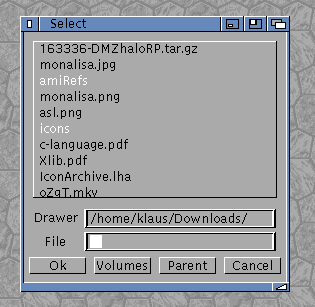 Select
163336-DMZhaloRP.tar.gz
monalisa.jpg
amiRefs
monalisa.png
asl.png
icons
c-language.pdf
Xlib.pdf
IconArchive.lha
oZgT.mkv
Drawer /home/klaus/Downloads/
File
Ok Volumes Parent Cancel